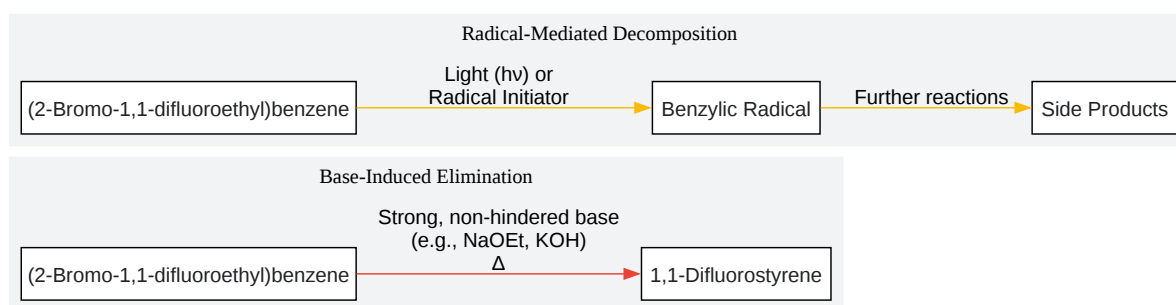 Radical-Mediated Decomposition
Light (hν) or
Radical Initiator
Further reactions
(2-Bromo-1,1-difluoroethyl)benzene
Benzylic Radical
Side Products
Base-Induced Elimination
Strong, non-hindered base
(e.g., NaOEt, KOH)
Δ
(2-Bromo-1,1-difluoroethyl)benzene
1,1-Difluorostyrene